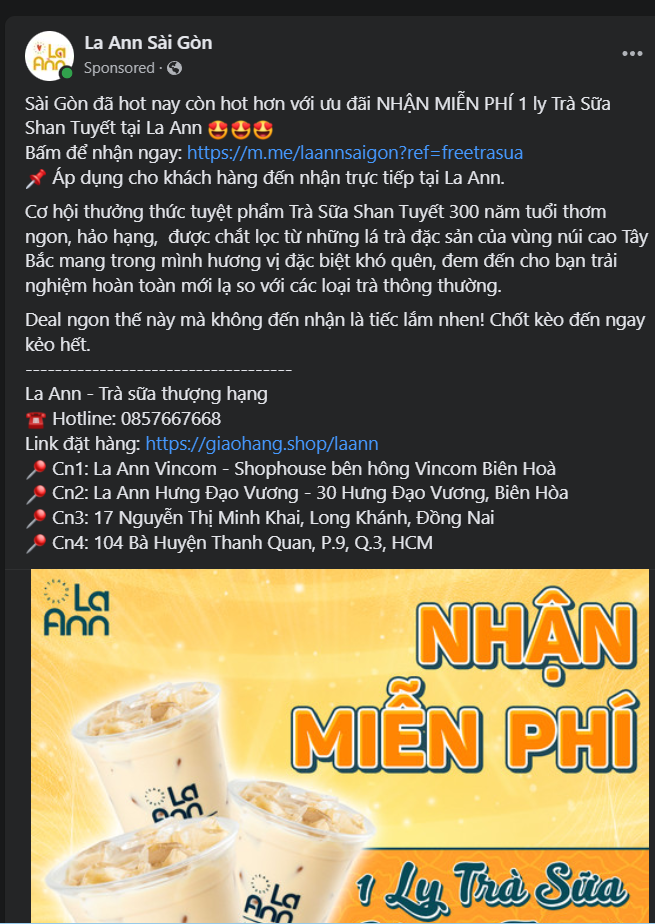 La Ann Sài Gòn
Sponsored ·
Sài Gòn đã hot nay còn hot hơn với ưu đãi NHẬN MIỄN PHÍ 1 ly Trà Sữa
Shan Tuyết tại La Ann 🤩🤩🤩
Bấm để nhận ngay: https://m.me/laannsaigon?ref=freetrasua
📌 Áp dụng cho khách hàng đến nhận trực tiếp tại La Ann.
Cơ hội thưởng thức tuyệt phẩm Trà Sữa Shan Tuyết 300 năm tuổi thơm
ngon, hảo hạng, được chắt lọc từ những lá trà đặc sản của vùng núi cao Tây
Bắc mang trong mình hương vị đặc biệt khó quên, đem đến cho bạn trải
nghiệm hoàn toàn mới lạ so với các loại trà thông thường.
Deal ngon thế này mà không đến nhận là tiếc lắm nhen! Chốt kèo đến ngay
kẻo hết.
------------------------------------
La Ann - Trà sữa thượng hạng
☎️ Hotline: 0857667668
Link đặt hàng: https://giaohang.shop/laann
📍 Cn1: La Ann Vincom - Shophouse bên hông Vincom Biên Hoà
📍 Cn2: La Ann Hưng Đạo Vương - 30 Hưng Đạo Vương, Biên Hòa
📍 Cn3: 17 Nguyễn Thị Minh Khai, Long Khánh, Đồng Nai
📍 Cn4: 104 Bà Huyện Thanh Quan, P.9, Q.3, HCM
La
Ann
NHẬN
MIỄN PHÍ
La
Ann
La
Ann
1 Ly Trà Sữa